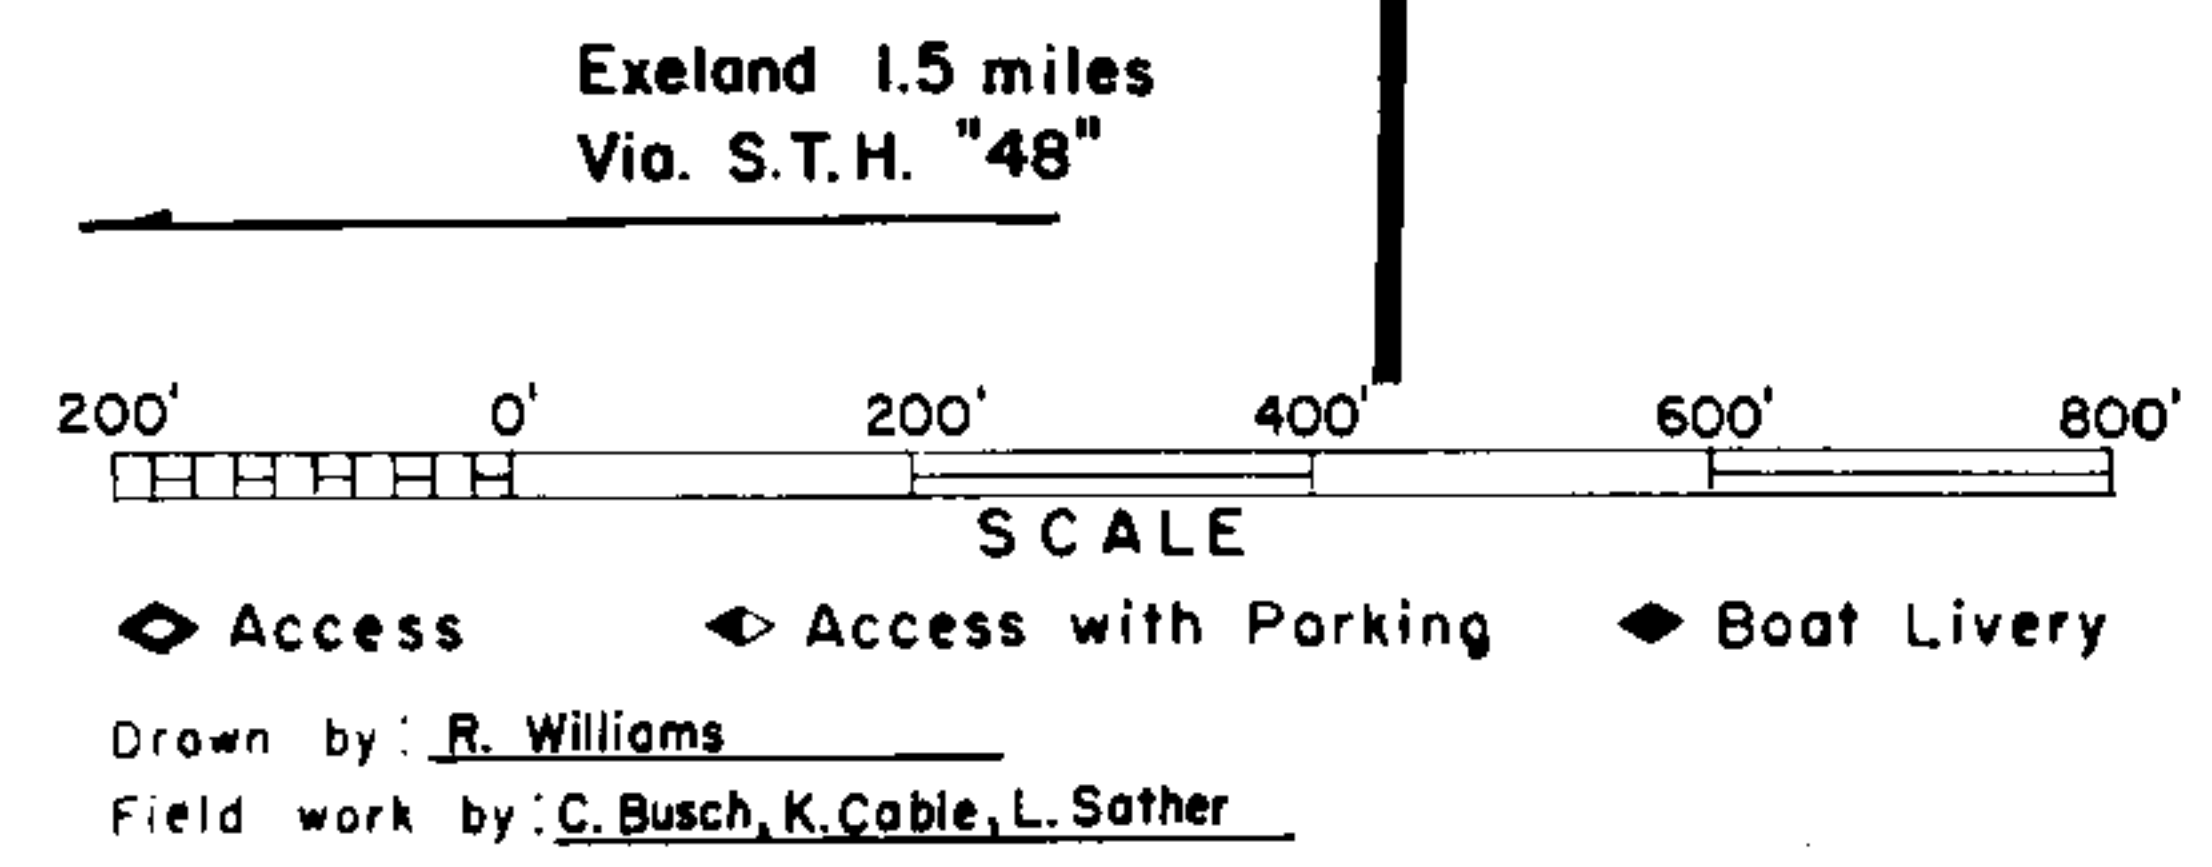 Exeland 1.5 miles
Via. S.T.H. "48"
200' 0' 200' 400' 600' 800'
SCALE
Access Access with Parking Boat Livery
Drawn by: R. Williams
Field work by: C. Busch, K. Cable, L. Sather